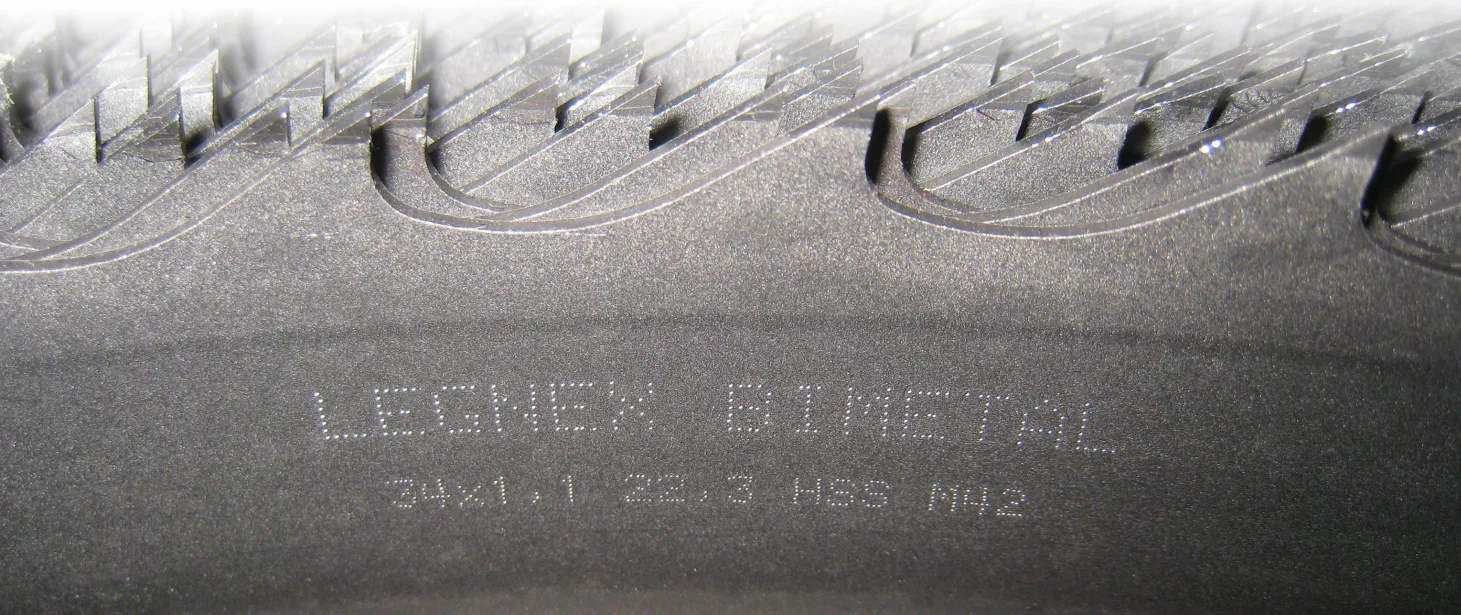 LEGNEX BIMETAL
34x1,1 22,3 HSS M42